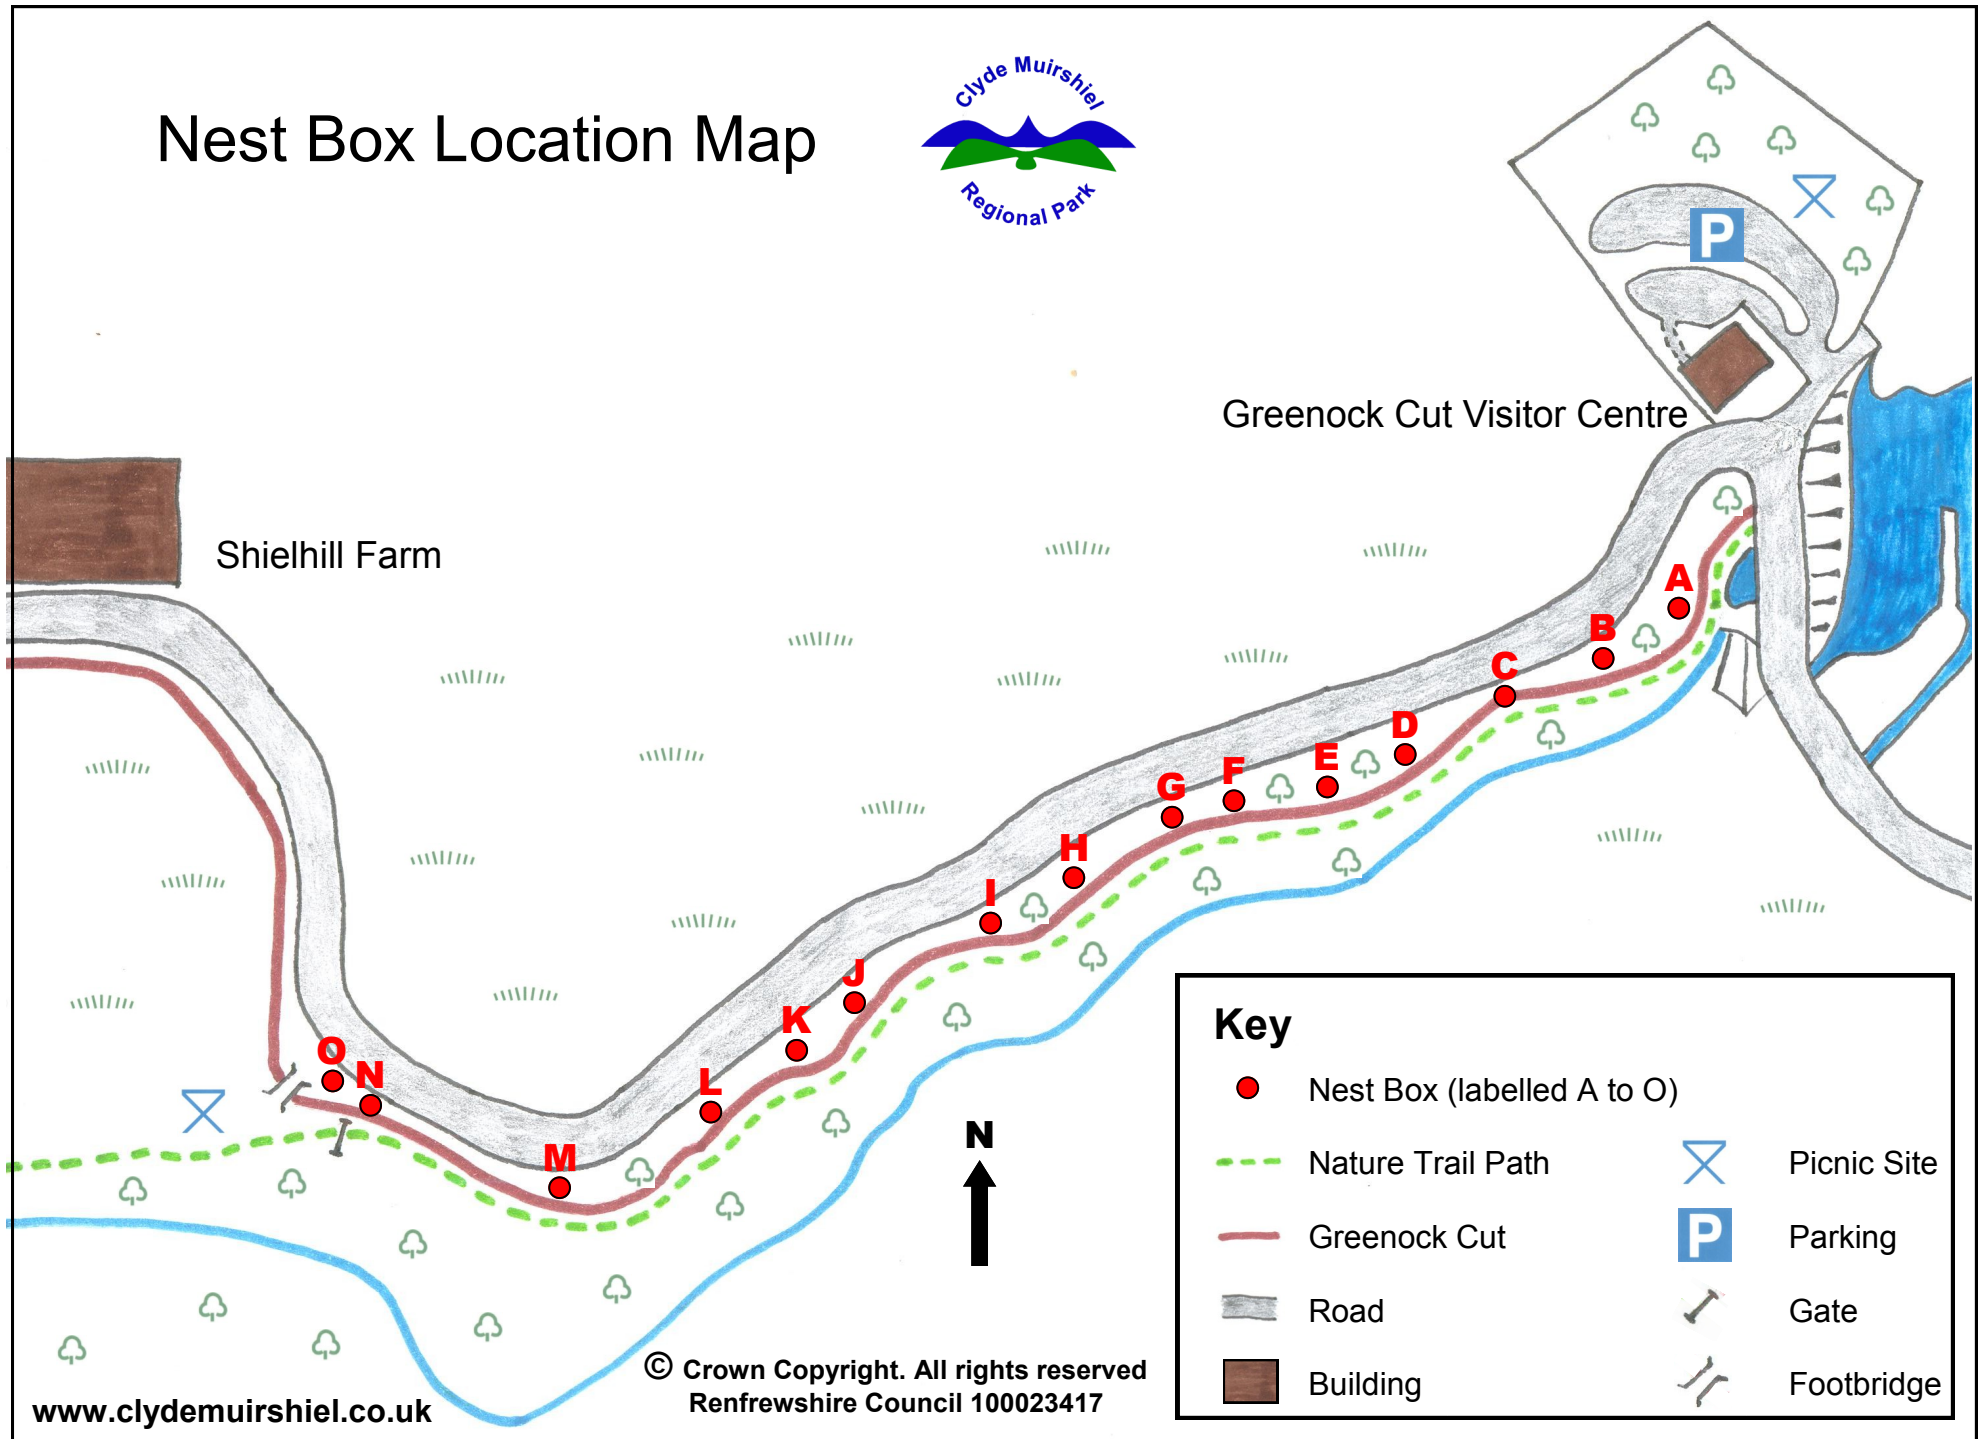 Nest Box Location Map
Clyde Muirshiel
Regional Park
P
Greenock Cut Visitor Centre
Shielhill Farm
A
B
C
D
E
F
G
H
I
J
K
L
M
N
O
N
Key
Nest Box (labelled A to O)
Nature Trail Path
Picnic Site
Greenock Cut
P
Parking
Road
Gate
Building
Footbridge
© Crown Copyright. All rights reserved
Renfrewshire Council 100023417
www.clydemuirshiel.co.uk